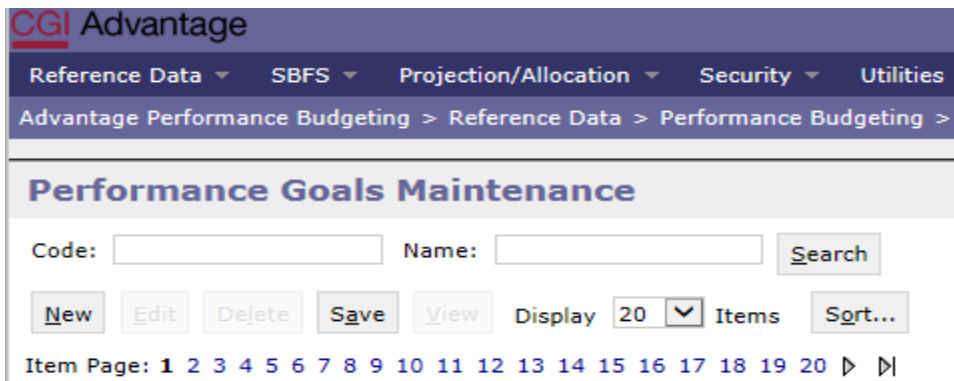 CGI Advantage
Reference Data SBFS Projection/Allocation Security Utilities
Advantage Performance Budgeting > Reference Data > Performance Budgeting >
Performance Goals Maintenance
Code: Name: Search
New Edit Delete Save View Display 20 Items Sort...
Item Page: 1 2 3 4 5 6 7 8 9 10 11 12 13 14 15 16 17 18 19 20